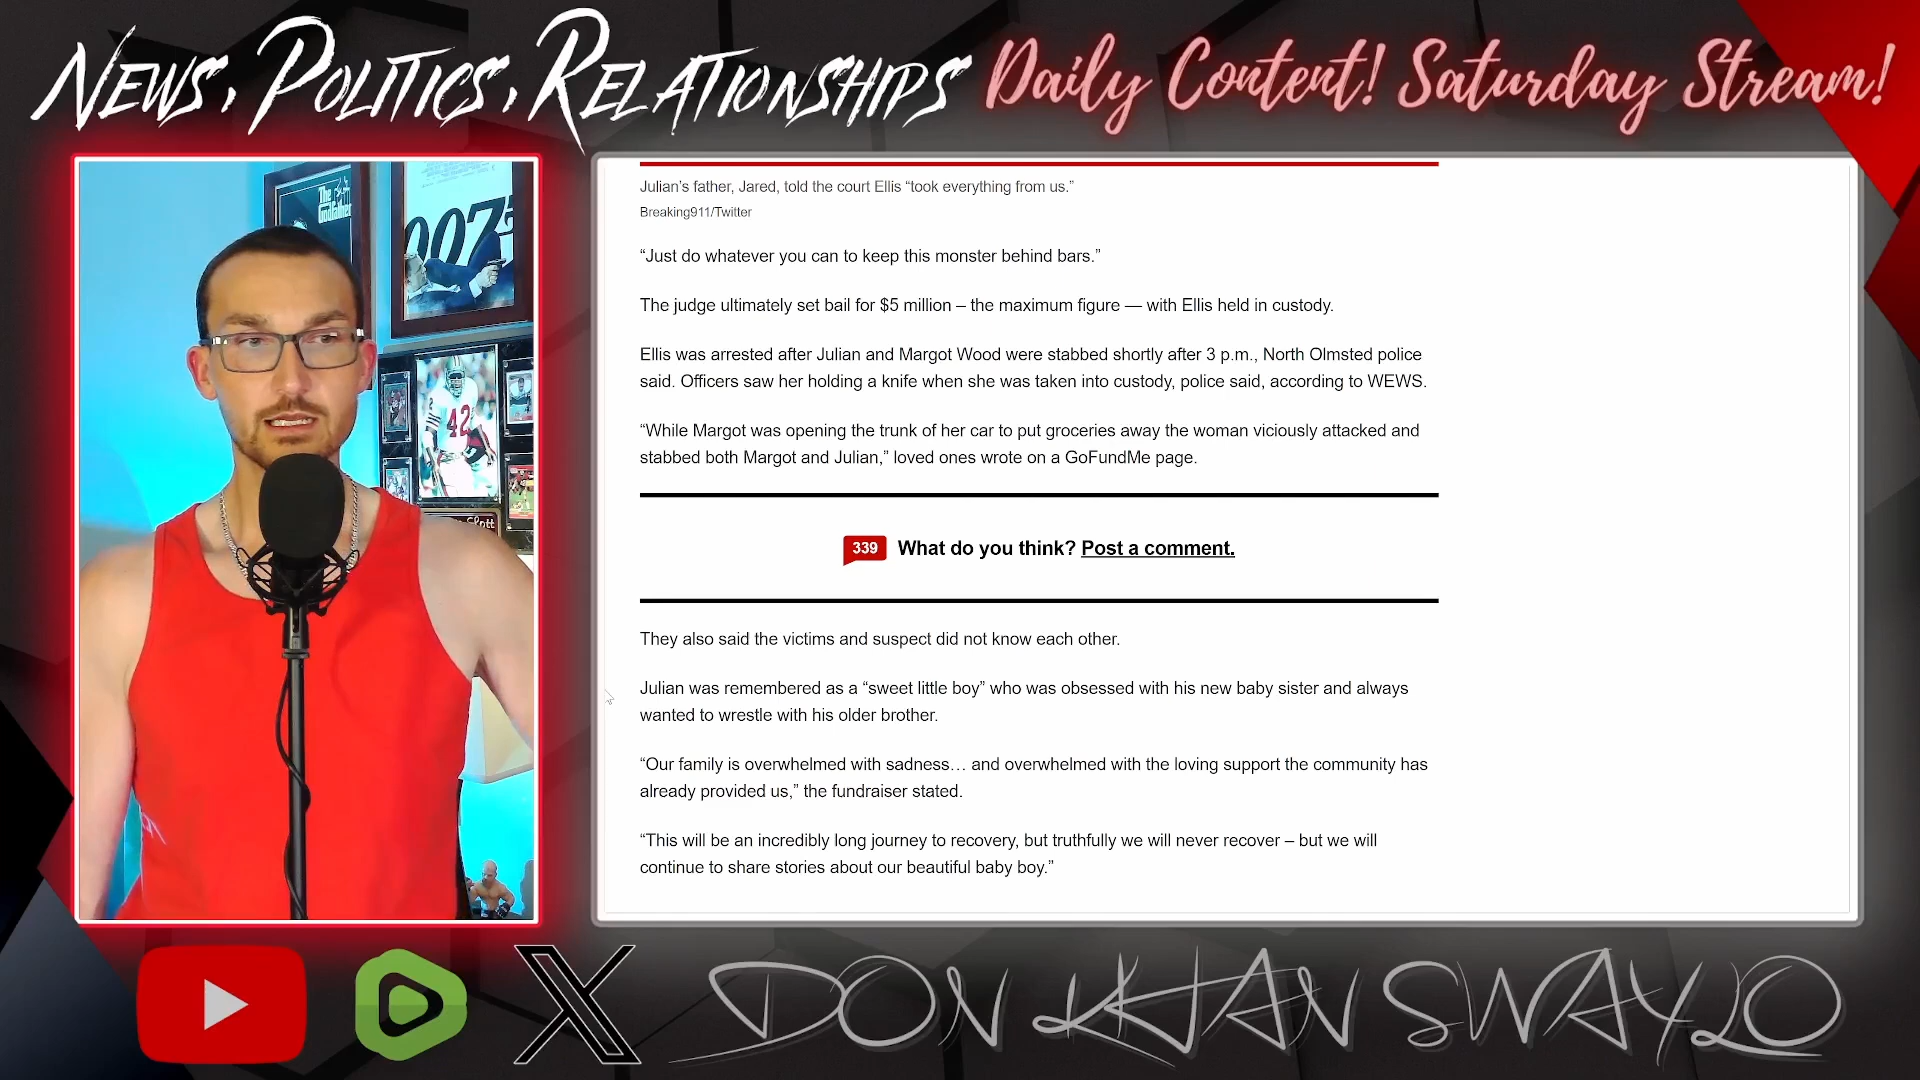 News, Politics, Relationships
Daily Content! Saturday Stream!
The
Godfather
007
42
Julian’s father, Jared, told the court Ellis “took everything from us.”
Breaking911/Twitter
“Just do whatever you can to keep this monster behind bars.”
The judge ultimately set bail for $5 million – the maximum figure — with Ellis held in custody.
Ellis was arrested after Julian and Margot Wood were stabbed shortly after 3 p.m., North Olmsted police
said. Officers saw her holding a knife when she was taken into custody, police said, according to WEWS.
“While Margot was opening the trunk of her car to put groceries away the woman viciously attacked and
stabbed both Margot and Julian,” loved ones wrote on a GoFundMe page.
339 What do you think? Post a comment.
They also said the victims and suspect did not know each other.
Julian was remembered as a “sweet little boy” who was obsessed with his new baby sister and always
wanted to wrestle with his older brother.
“Our family is overwhelmed with sadness… and overwhelmed with the loving support the community has
already provided us,” the fundraiser stated.
“This will be an incredibly long journey to recovery, but truthfully we will never recover – but we will
continue to share stories about our beautiful baby boy.”
X
DON KHAN SWAYLO